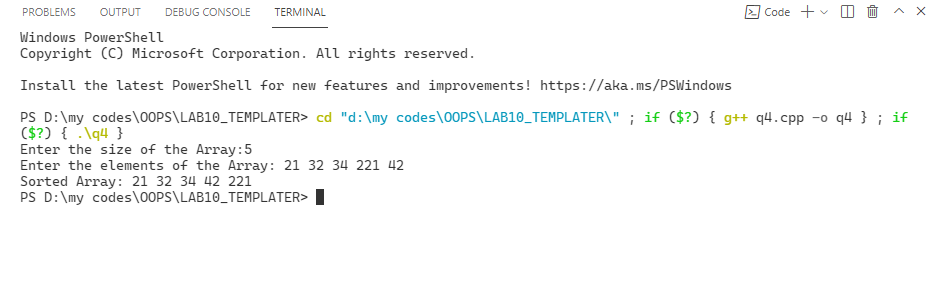 PROBLEMS OUTPUT DEBUG CONSOLE TERMINAL Code
Windows PowerShell
Copyright (C) Microsoft Corporation. All rights reserved.
Install the latest PowerShell for new features and improvements! https://aka.ms/PSWindows
PS D:\my codes\OOPS\LAB10_TEMPLATER> cd "d:\my codes\OOPS\LAB10_TEMPLATER\" ; if ($?) { g++ q4.cpp -o q4 } ; if
($?) { .\q4 }
Enter the size of the Array:5
Enter the elements of the Array: 21 32 34 221 42
Sorted Array: 21 32 34 42 221
PS D:\my codes\OOPS\LAB10_TEMPLATER>